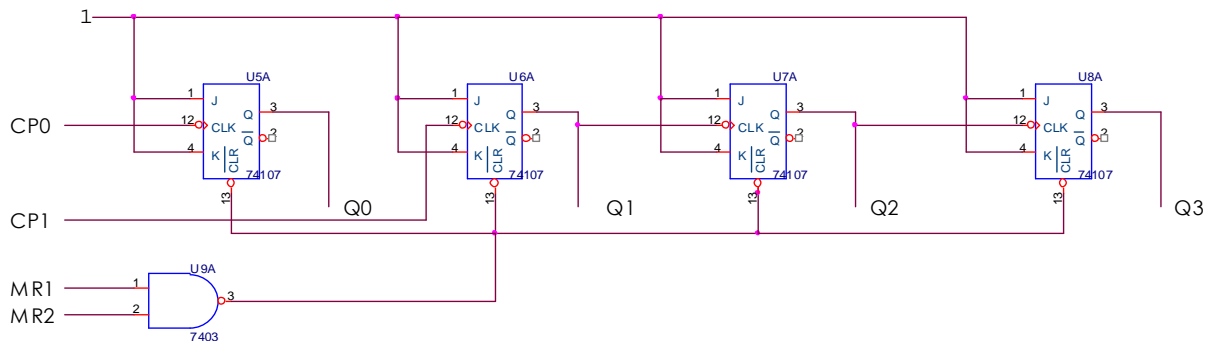 1
U5A U6A U7A U8A
1 J Q 3 1 J Q 3 1 J Q 3 1 J Q 3
CP0 12 CLK 12 CLK 12 CLK 12 CLK
Q 2 Q 2 Q 2 Q 2
4 K CLR 4 K CLR 4 K CLR 4 K CLR
74107 74107 74107 74107
13 13 13 13
Q0 Q1 Q2 Q3
CP1
U9A
MR1 1
3
MR2 2
7403